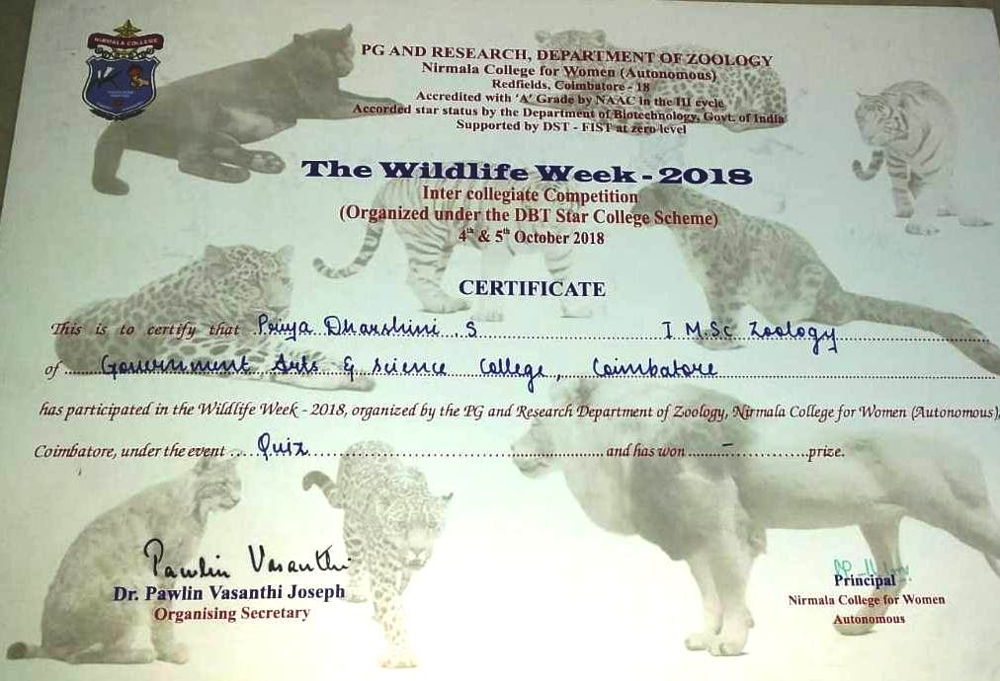 NIRMALA COLLEGE
PG AND RESEARCH, DEPARTMENT OF ZOOLOGY
Nirmala College for Women (Autonomous)
Redfields, Coimbatore - 18
Accredited with 'A' Grade by NAAC in the III cycle
Accorded star status by the Department of Biotechnology, Govt. of India
Supported by DST - FIST at zero level
The Wildlife Week - 2018
Inter collegiate Competition
(Organized under the DBT Star College Scheme)
4th & 5th October 2018
CERTIFICATE
This is to certify that Priya Dharshini. S I M.Sc Zoology
of Government Arts & Science College, Coimbatore
has participated in the Wildlife Week - 2018, organized by the PG and Research Department of Zoology, Nirmala College for Women (Autonomous),
Coimbatore, under the event .... Quiz ............ and has won ....... - ............ prize.
Pawlin Vasanthi
Dr. Pawlin Vasanthi Joseph
Organising Secretary
Principal
Nirmala College for Women
Autonomous